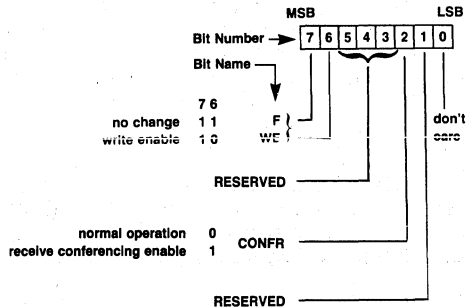 MSB LSB
Bit Number 7 6 5 4 3 2 1 0
Bit Name
7 6
no change 1 1 F don't
write enable 1 0 WE care
RESERVED
normal operation 0
receive conferencing enable 1 CONFR
RESERVED